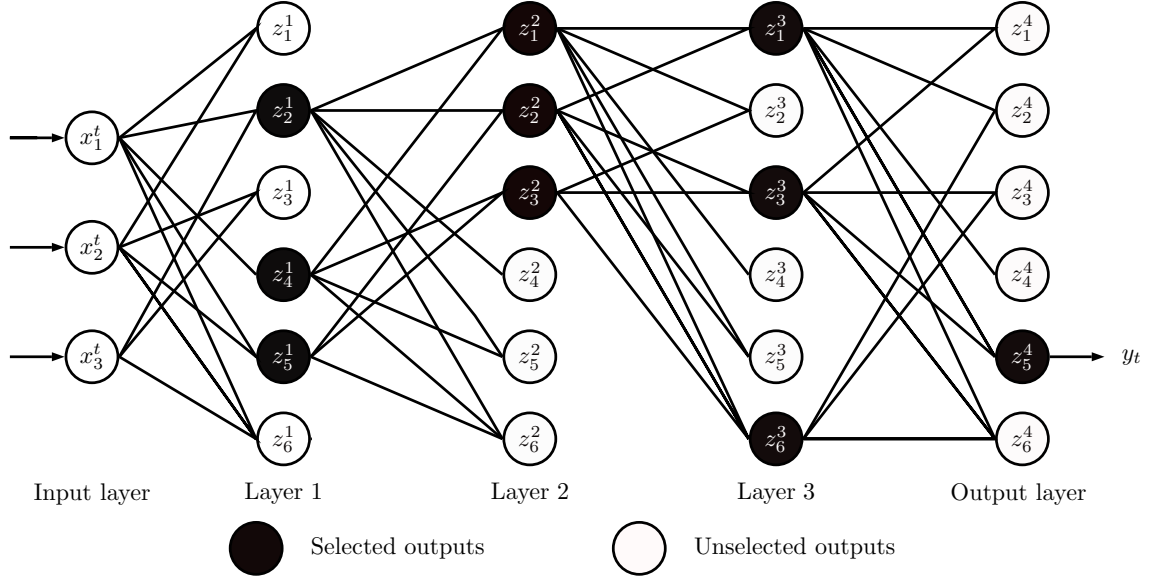 z_1^1 z_1^2 z_1^3 z_1^4
x_1^t z_2^1 z_2^2 z_2^3 z_2^4
z_3^1 z_3^2 z_3^3 z_3^4
x_2^t z_4^1 z_4^2 z_4^3 z_4^4
x_3^t z_5^1 z_5^2 z_5^3 z_5^4 y_t
z_6^1 z_6^2 z_6^3 z_6^4
Input layer Layer 1 Layer 2 Layer 3 Output layer
Selected outputs Unselected outputs